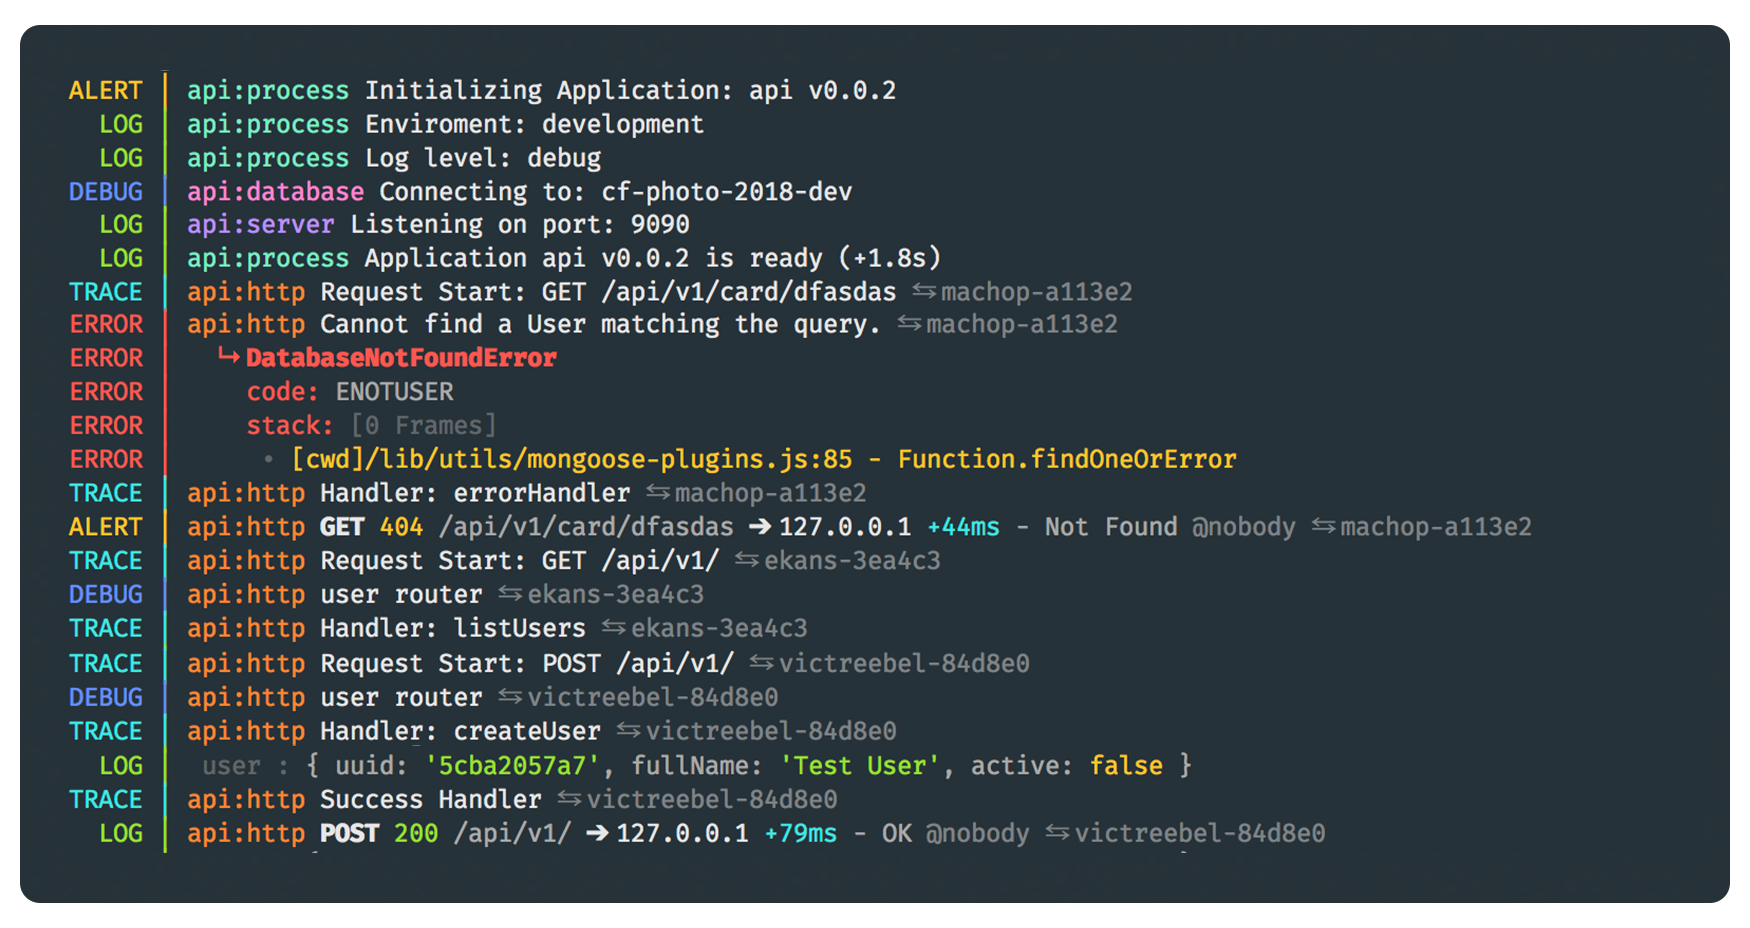 ALERT | api:process Initializing Application: api v0.0.2
LOG | api:process Enviroment: development
LOG | api:process Log level: debug
DEBUG | api:database Connecting to: cf-photo-2018-dev
LOG | api:server Listening on port: 9090
LOG | api:process Application api v0.0.2 is ready (+1.8s)
TRACE | api:http Request Start: GET /api/v1/card/dfasdas ⇆ machop-a113e2
ERROR | api:http Cannot find a User matching the query. ⇆ machop-a113e2
ERROR | ↳ DatabaseNotFoundError
ERROR | code: ENOTUSER
ERROR | stack: [0 Frames]
ERROR | • [cwd]/lib/utils/mongoose-plugins.js:85 - Function.findOneOrError
TRACE | api:http Handler: errorHandler ⇆ machop-a113e2
ALERT | api:http GET 404 /api/v1/card/dfasdas ➔ 127.0.0.1 +44ms - Not Found @nobody ⇆ machop-a113e2
TRACE | api:http Request Start: GET /api/v1/ ⇆ ekans-3ea4c3
DEBUG | api:http user router ⇆ ekans-3ea4c3
TRACE | api:http Handler: listUsers ⇆ ekans-3ea4c3
TRACE | api:http Request Start: POST /api/v1/ ⇆ victreebel-84d8e0
DEBUG | api:http user router ⇆ victreebel-84d8e0
TRACE | api:http Handler: createUser ⇆ victreebel-84d8e0
LOG | user : { uuid: '5cba2057a7', fullName: 'Test User', active: false }
TRACE | api:http Success Handler ⇆ victreebel-84d8e0
LOG | api:http POST 200 /api/v1/ ➔ 127.0.0.1 +79ms - OK @nobody ⇆ victreebel-84d8e0